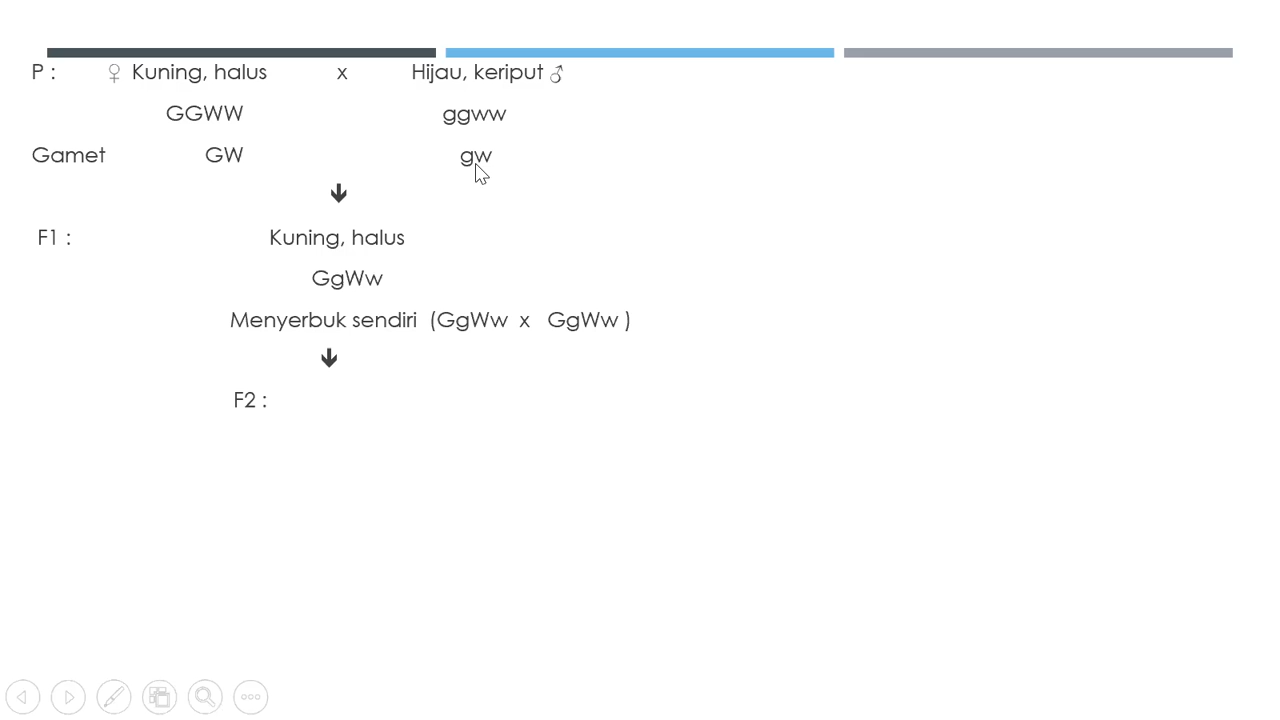 P : ♀ Kuning, halus x Hijau, keriput ♂
GGWW ggww
Gamet GW gw
F1 : Kuning, halus
GgWw
Menyerbuk sendiri (GgWw x GgWw )
F2 :